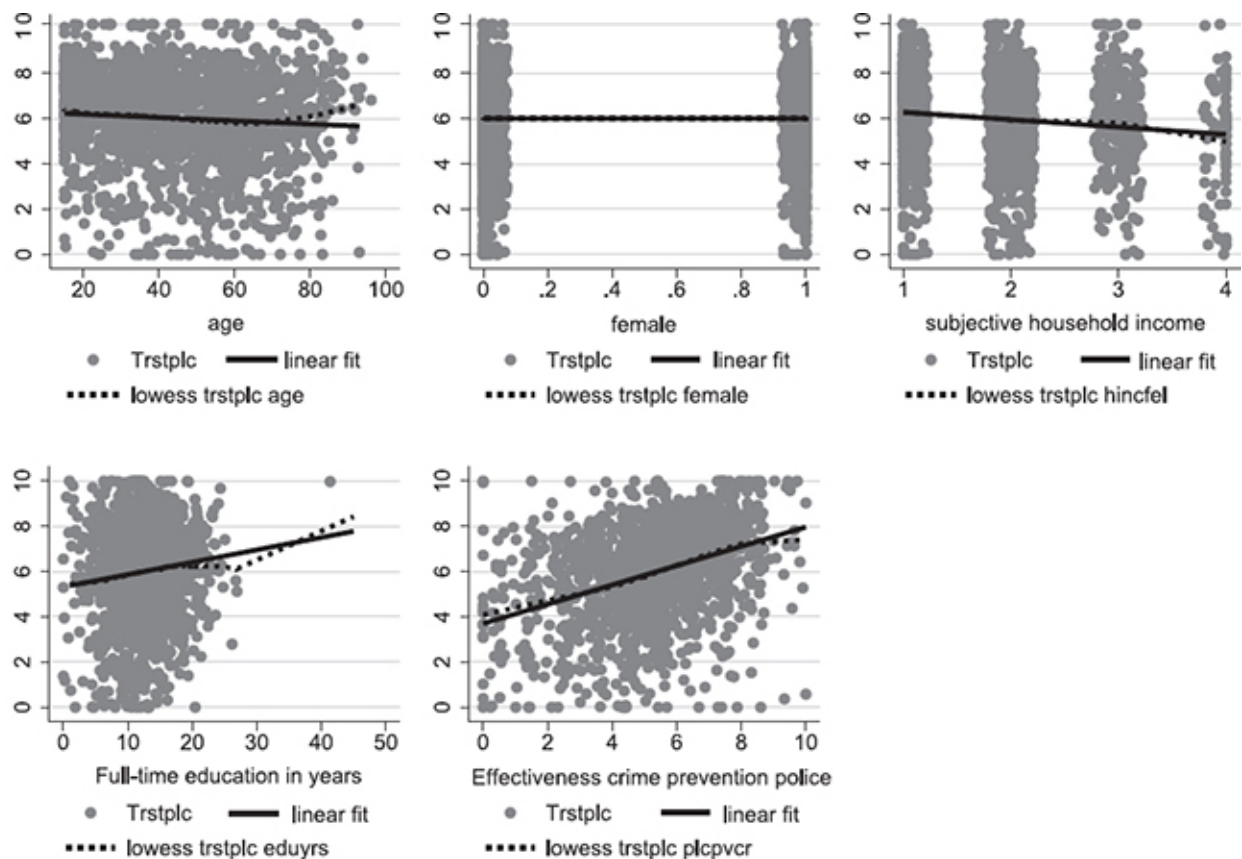 10
8
6
4
2
0
20 40 60 80 100
age
Trstplc linear fit
lowess trstplc age
10
8
6
4
2
0
0 .2 .4 .6 .8 1
female
Trstplc linear fit
lowess trstplc female
10
8
6
4
2
0
1 2 3 4
subjective household income
Trstplc linear fit
lowess trstplc hincfel
10
8
6
4
2
0
0 10 20 30 40 50
Full-time education in years
Trstplc linear fit
lowess trstplc eduyrs
10
8
6
4
2
0
0 2 4 6 8 10
Effectiveness crime prevention police
Trstplc linear fit
lowess trstplc plcpvcr